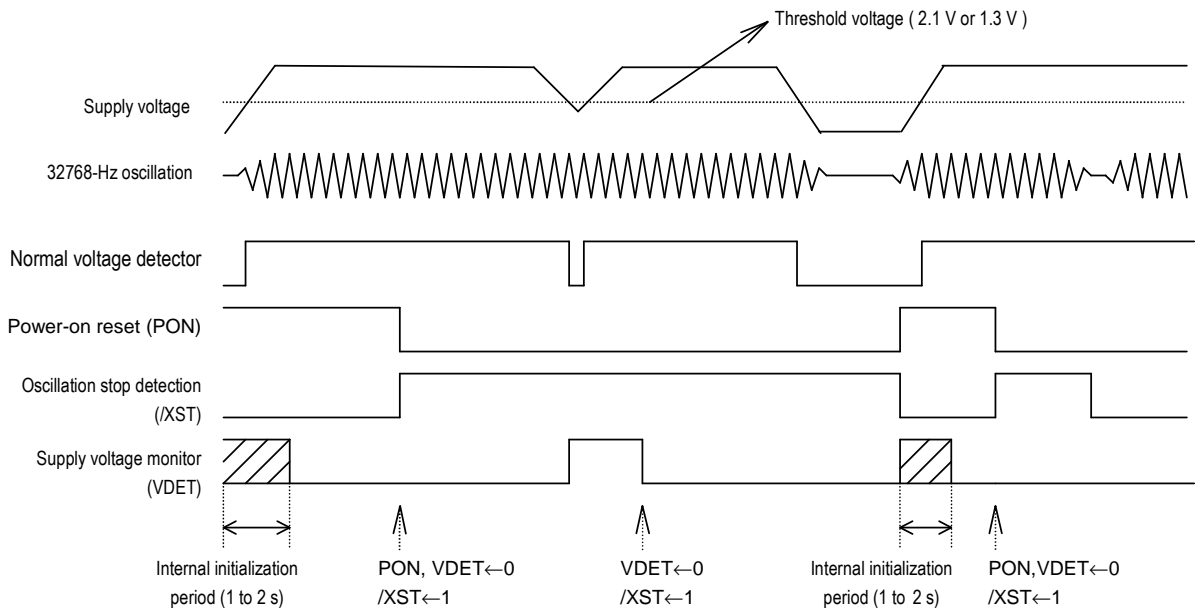 Threshold voltage ( 2.1 V or 1.3 V )
Supply voltage
32768-Hz oscillation
Normal voltage detector
Power-on reset (PON)
Oscillation stop detection
(/XST)
Supply voltage monitor
(VDET)
Internal initialization
period (1 to 2 s)
PON, VDET←0
/XST←1
VDET←0
/XST←1
Internal initialization
period (1 to 2 s)
PON,VDET←0
/XST←1